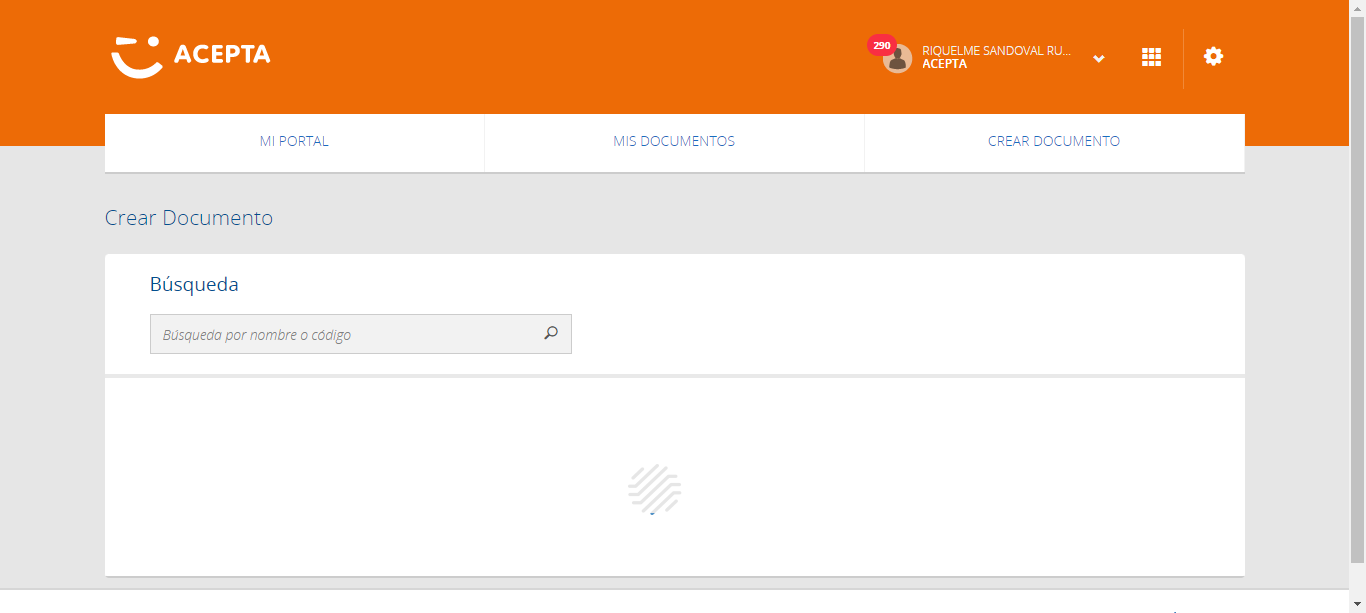 ACEPTA
290
RIQUELME SANDOVAL RU...
ACEPTA
MI PORTAL
MIS DOCUMENTOS
CREAR DOCUMENTO
Crear Documento
Búsqueda
Búsqueda por nombre o código